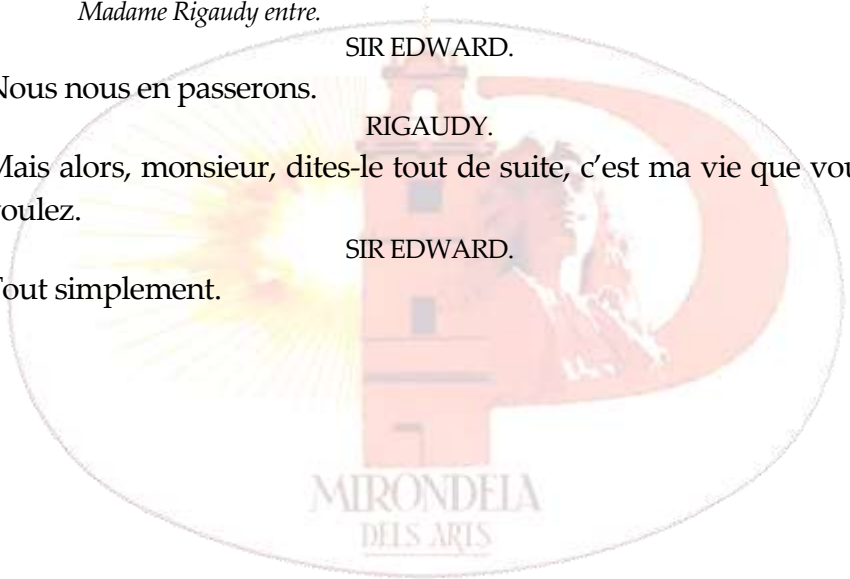 Madame Rigaudy entre.
SIR EDWARD.
Nous nous en passerons.
RIGAUDY.
Mais alors, monsieur, dites-le tout de suite, c’est ma vie que vou
voulez.
SIR EDWARD.
Tout simplement.
MIRONDELA
DELS ARTS